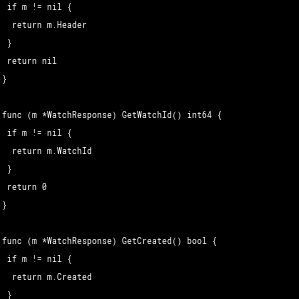 if m != nil {
return m.Header
}
return nil
}
func (m *WatchResponse) GetWatchId() int64 {
if m != nil {
return m.WatchId
}
return 0
}
func (m *WatchResponse) GetCreated() bool {
if m != nil {
return m.Created
}